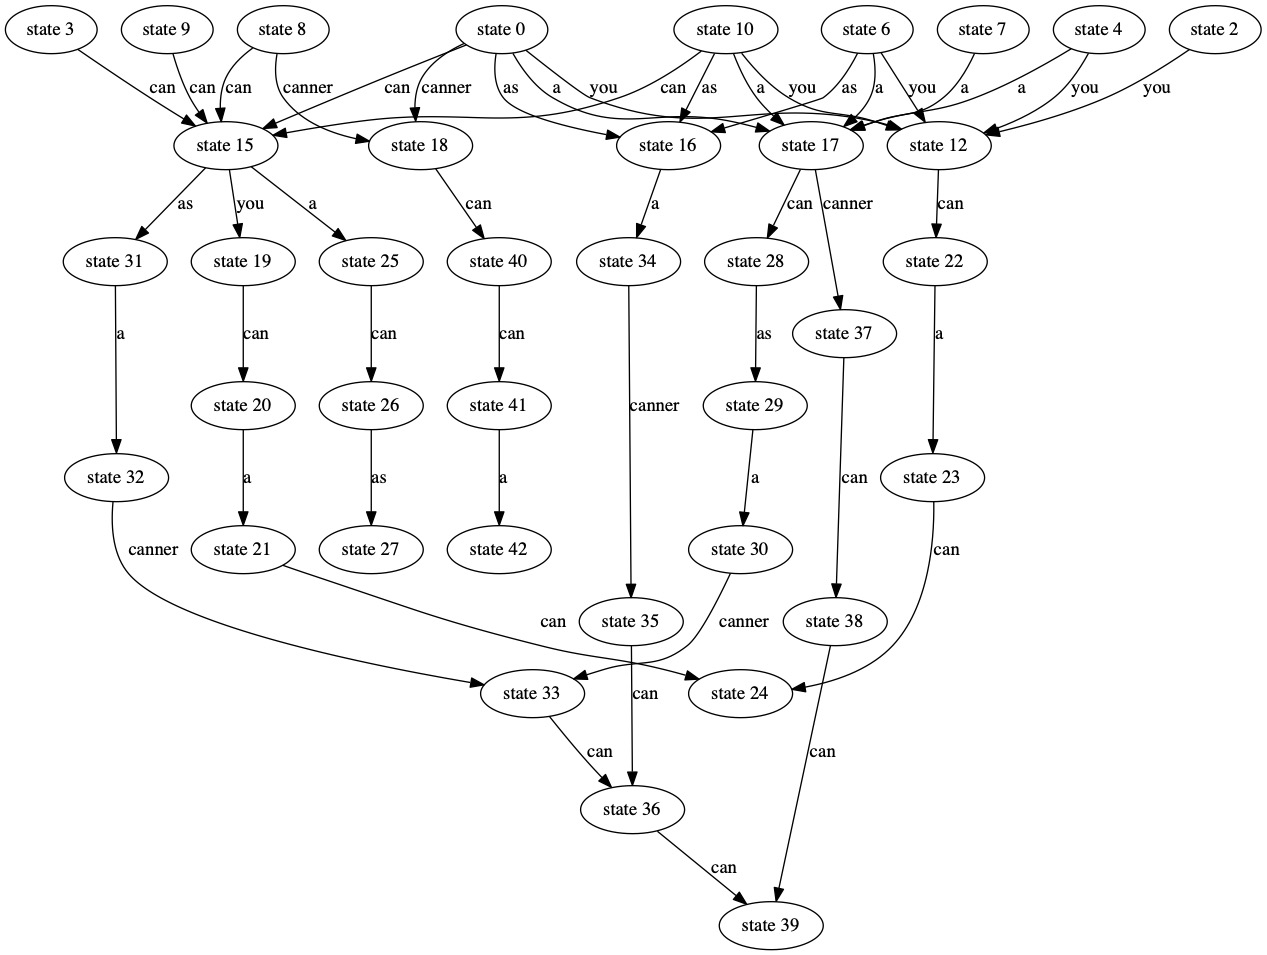 state 3 state 9 state 8 state 0 state 10 state 6 state 7 state 4 state 2
can can can canner can canner as a you can as a you as a you a a you you
state 15 state 18 state 16 state 17 state 12
as you a can a can canner can
state 31 state 19 state 25 state 40 state 34 state 28 state 22
a can can can as state 37 a
state 20 state 26 state 41 canner state 29
state 32 a as a a can state 23
canner state 21 state 27 state 42 state 30 can
can state 35 canner state 38
state 33 can state 24
can can
state 36
can
state 39